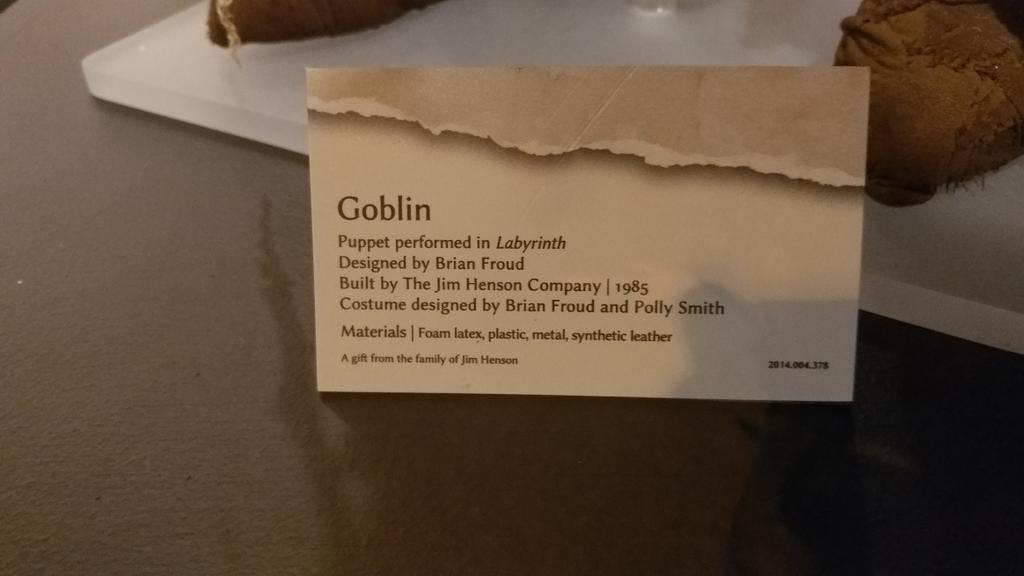 Goblin
Puppet performed in Labyrinth
Designed by Brian Froud
Built by The Jim Henson Company | 1985
Costume designed by Brian Froud and Polly Smith
Materials | Foam latex, plastic, metal, synthetic leather
A gift from the family of Jim Henson
2014.004.378